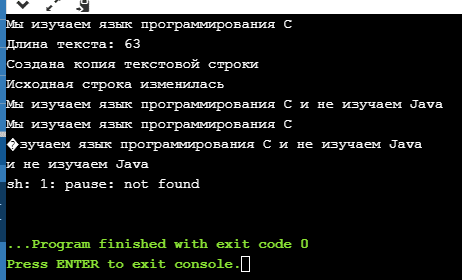 Мы изучаем язык программирования C
Длина текста: 63
Создана копия текстовой строки
Исходная строка изменилась
Мы изучаем язык программирования C и не изучаем Java
Мы изучаем язык программирования C
�зучаем язык программирования C и не изучаем Java
и не изучаем Java
sh: 1: pause: not found
...Program finished with exit code 0
Press ENTER to exit console.